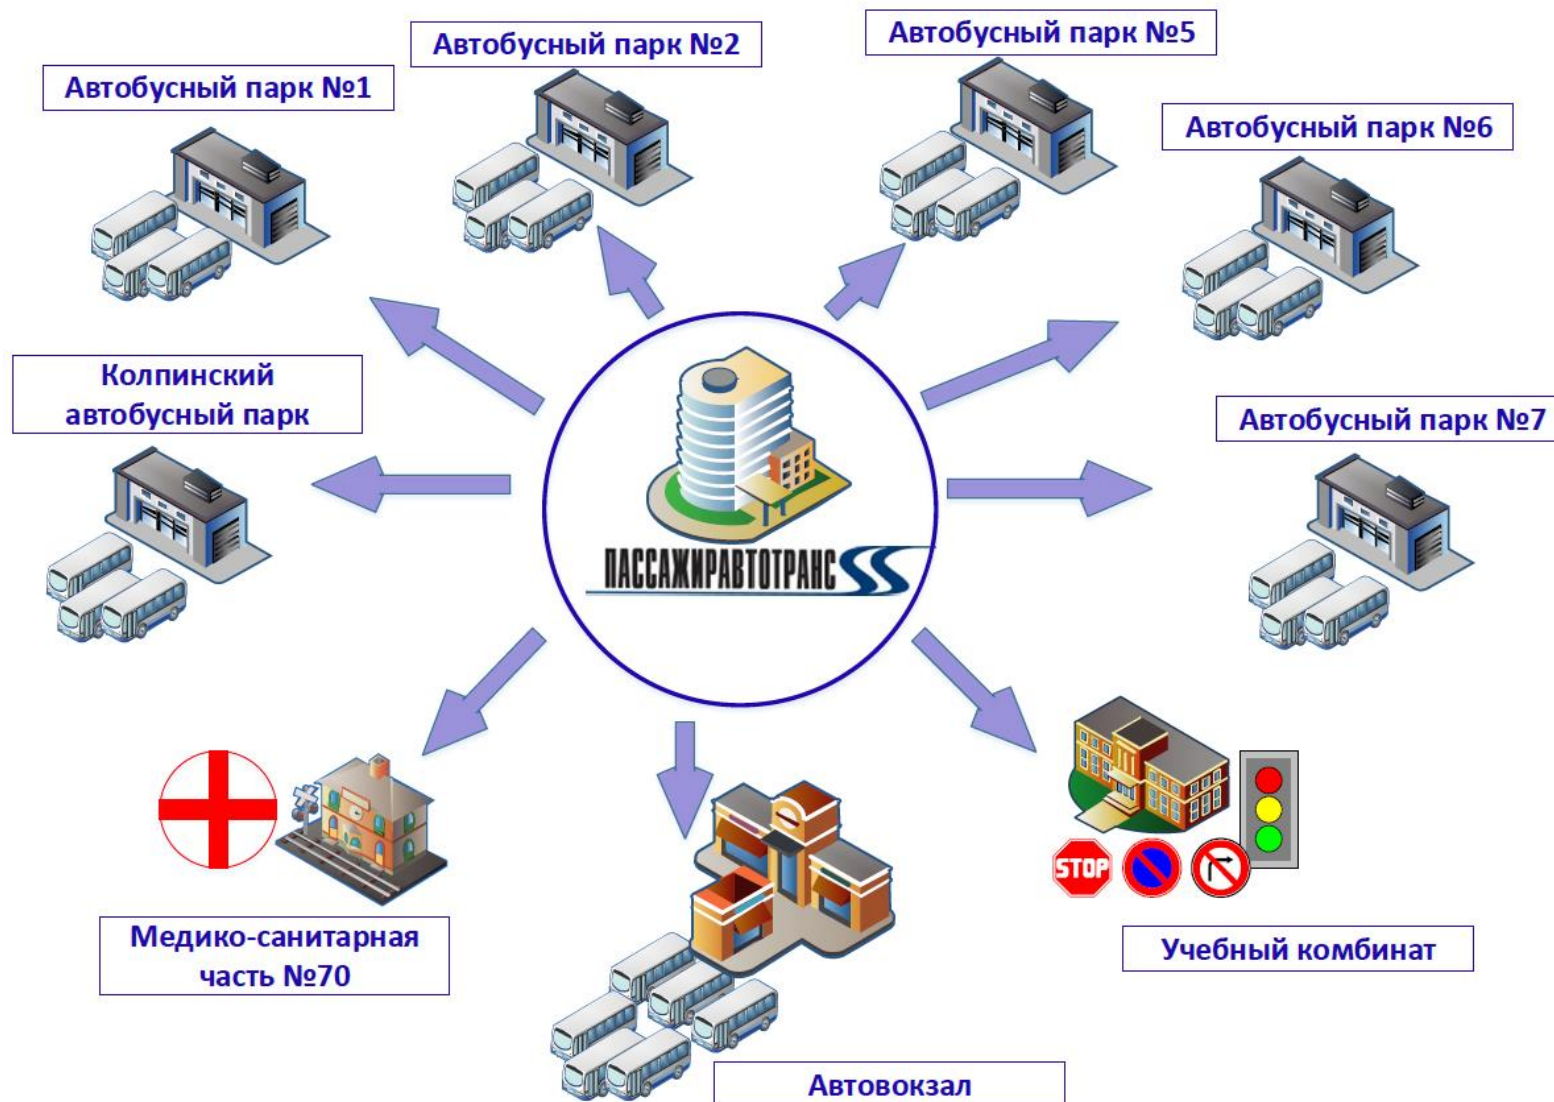 Автобусный парк №1
Автобусный парк №2
Автобусный парк №5
Автобусный парк №6
Колпинский
автобусный парк
Автобусный парк №7
ПАССАЖИРАВТОТРАНС
STOP
Медико-санитарная
часть №70
Учебный комбинат
Автовокзал